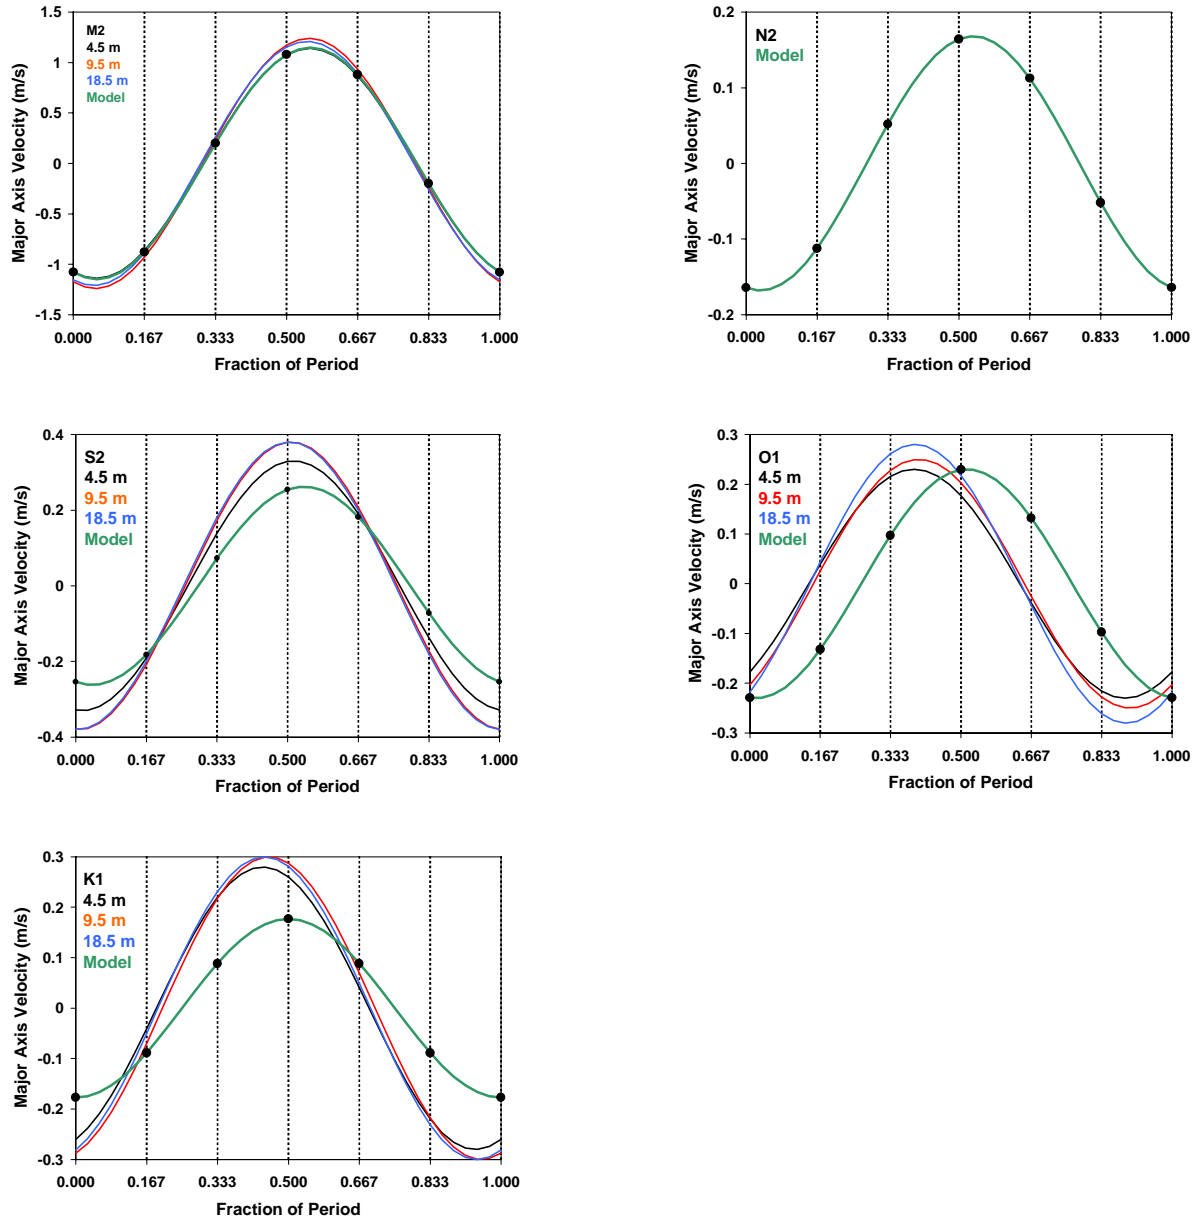 M2
4.5 m
9.5 m
18.5 m
Model
1.5
1
0.5
0
-0.5
-1
-1.5
Major Axis Velocity (m/s)
0.000 0.167 0.333 0.500 0.667 0.833 1.000
Fraction of Period
N2
Model
0.2
0.1
0
-0.1
-0.2
Major Axis Velocity (m/s)
0.000 0.167 0.333 0.500 0.667 0.833 1.000
Fraction of Period
S2
4.5 m
9.5 m
18.5 m
Model
0.4
0.2
0
-0.2
-0.4
Major Axis Velocity (m/s)
0.000 0.167 0.333 0.500 0.667 0.833 1.000
Fraction of Period
O1
4.5 m
9.5 m
18.5 m
Model
0.3
0.2
0.1
0
-0.1
-0.2
-0.3
Major Axis Velocity (m/s)
0.000 0.167 0.333 0.500 0.667 0.833 1.000
Fraction of Period
K1
4.5 m
9.5 m
18.5 m
Model
0.3
0.2
0.1
0
-0.1
-0.2
-0.3
Major Axis Velocity (m/s)
0.000 0.167 0.333 0.500 0.667 0.833 1.000
Fraction of Period